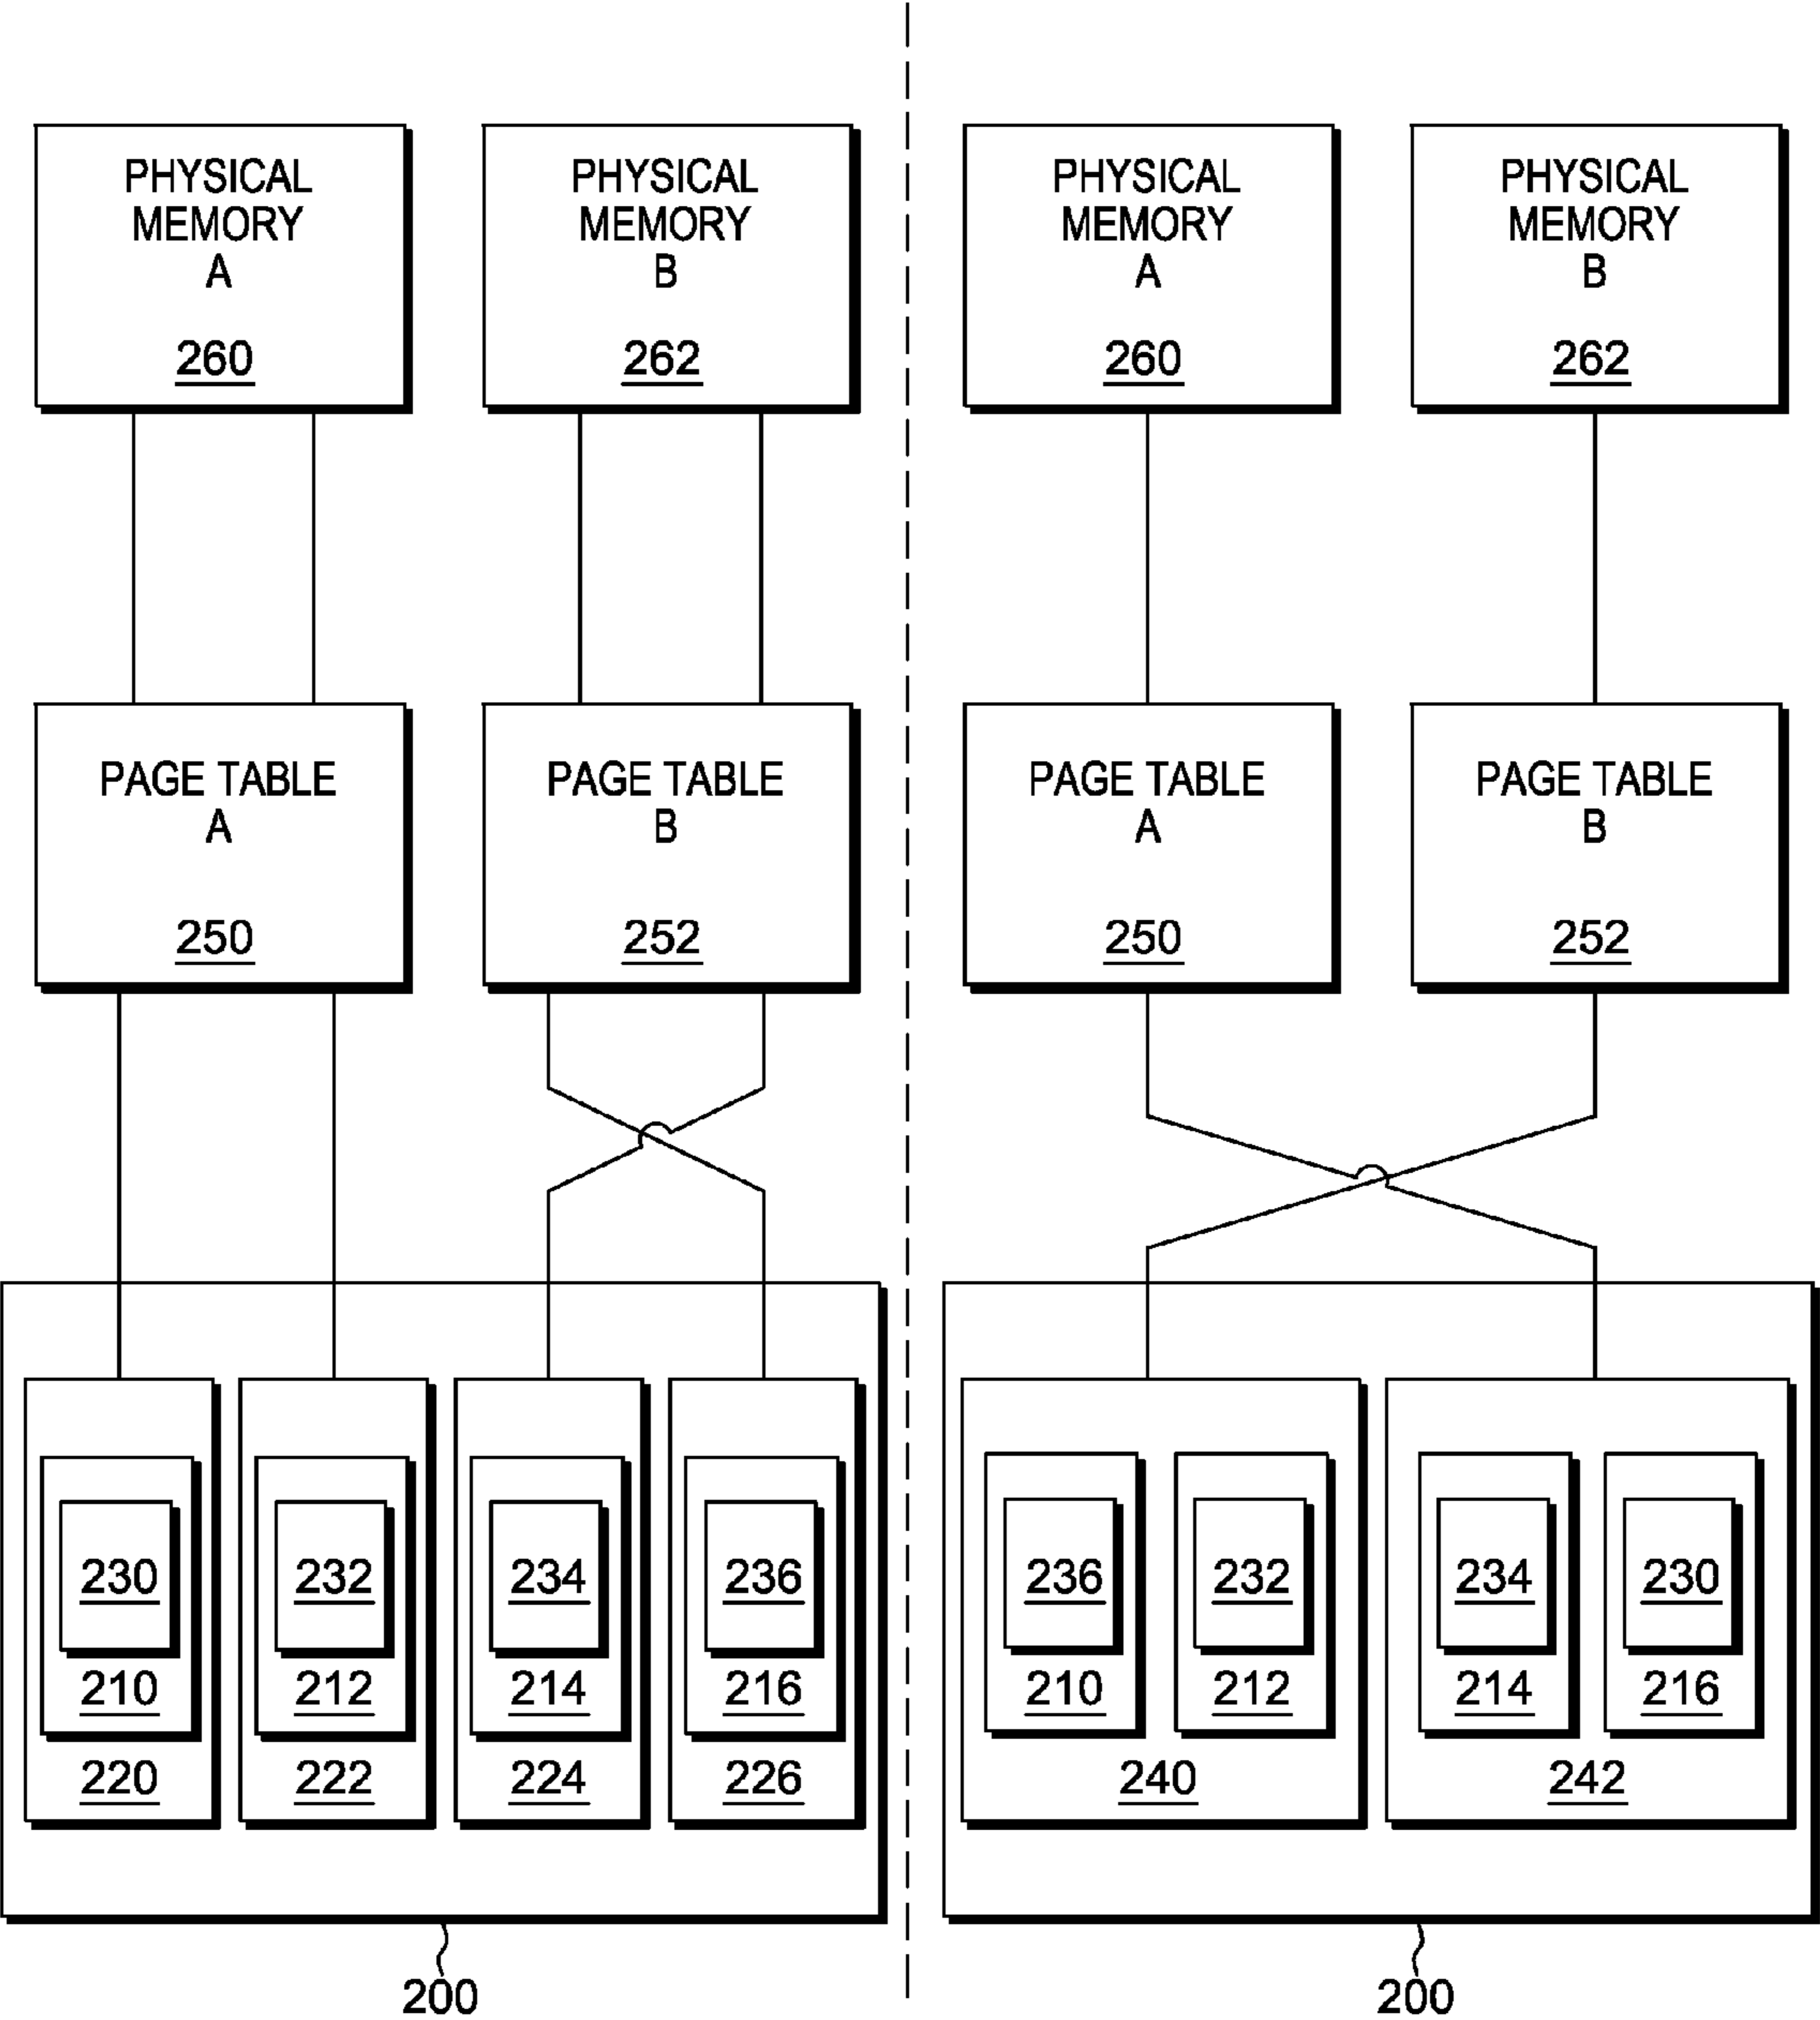 PHYSICAL
MEMORY
A
260
PHYSICAL
MEMORY
B
262
PHYSICAL
MEMORY
A
260
PHYSICAL
MEMORY
B
262
PAGE TABLE
A
250
PAGE TABLE
B
252
PAGE TABLE
A
250
PAGE TABLE
B
252
230
210
220
232
212
222
234
214
224
236
216
226
236
210
232
212
240
234
214
230
216
242
200
200